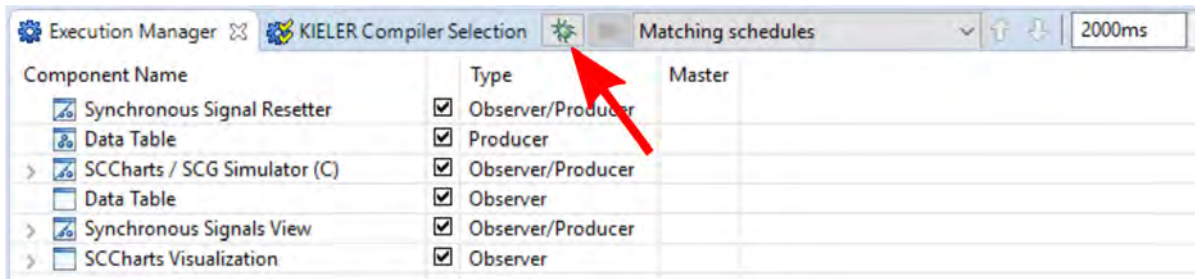 Execution Manager KIELER Compiler Selection Matching schedules 2000ms
Component Name Type Master
Synchronous Signal Resetter Observer/Producer
Data Table Producer
SCCharts / SCG Simulator (C) Observer/Producer
Data Table Observer
Synchronous Signals View Observer/Producer
SCCharts Visualization Observer